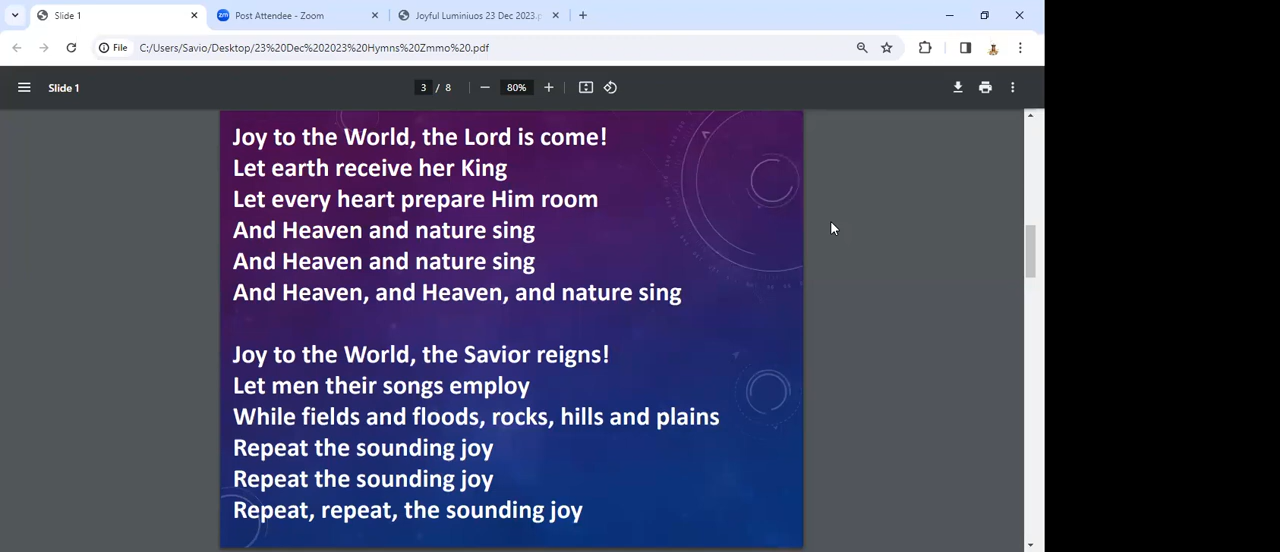 Slide 1
Post Attendee - Zoom
Joyful Luminiuos 23 Dec 2023.p
File
C:/Users/Savio/Desktop/23%20Dec%202023%20Hymns%20Zmmo%20.pdf
Slide 1
3 / 8
80%
Joy to the World, the Lord is come!
Let earth receive her King
Let every heart prepare Him room
And Heaven and nature sing
And Heaven and nature sing
And Heaven, and Heaven, and nature sing
Joy to the World, the Savior reigns!
Let men their songs employ
While fields and floods, rocks, hills and plains
Repeat the sounding joy
Repeat the sounding joy
Repeat, repeat, the sounding joy